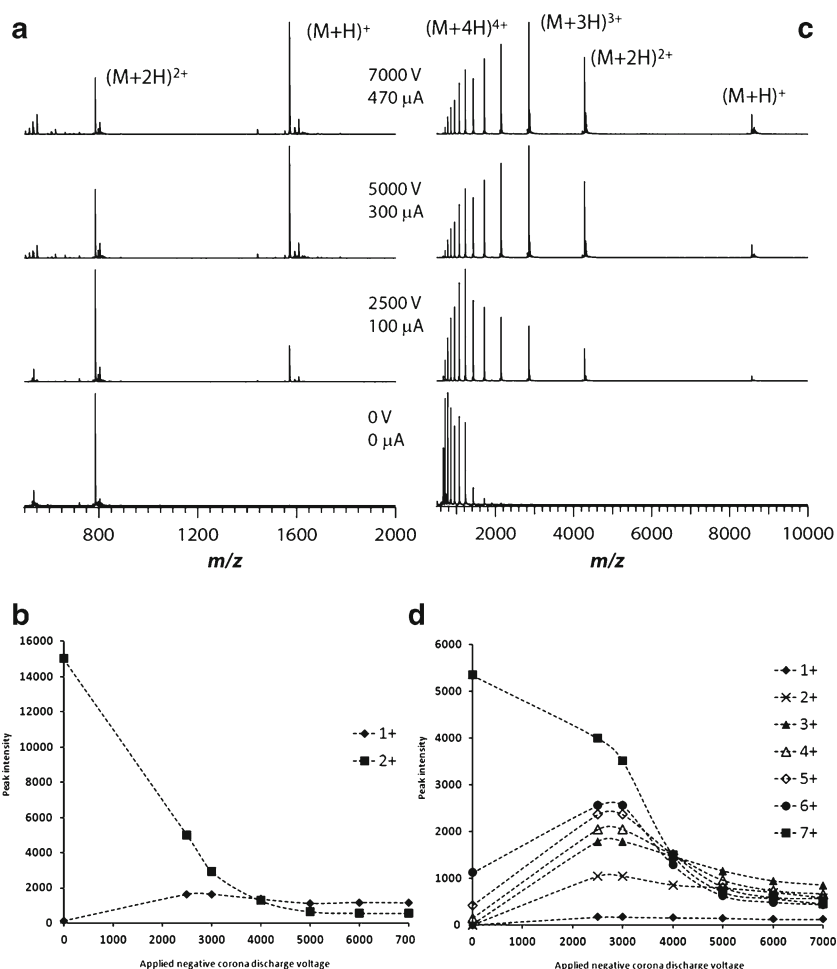 a
(M+2H)2+
(M+H)+
7000 V
470 µA
(M+4H)4+
(M+3H)3+
(M+2H)2+
c
(M+H)+
5000 V
300 µA
2500 V
100 µA
0 V
0 µA
800 1200 1600 2000
m/z
2000 4000 6000 8000 10000
m/z
b
16000
14000
12000
10000
8000
6000
4000
2000
0
Peak intensity
1+
2+
0 1000 2000 3000 4000 5000 6000 7000
Applied negative corona discharge voltage
d
6000
5000
4000
3000
2000
1000
0
Peak intensity
1+
2+
3+
4+
5+
6+
7+
0 1000 2000 3000 4000 5000 6000 7000
Applied negative corona discharge voltage